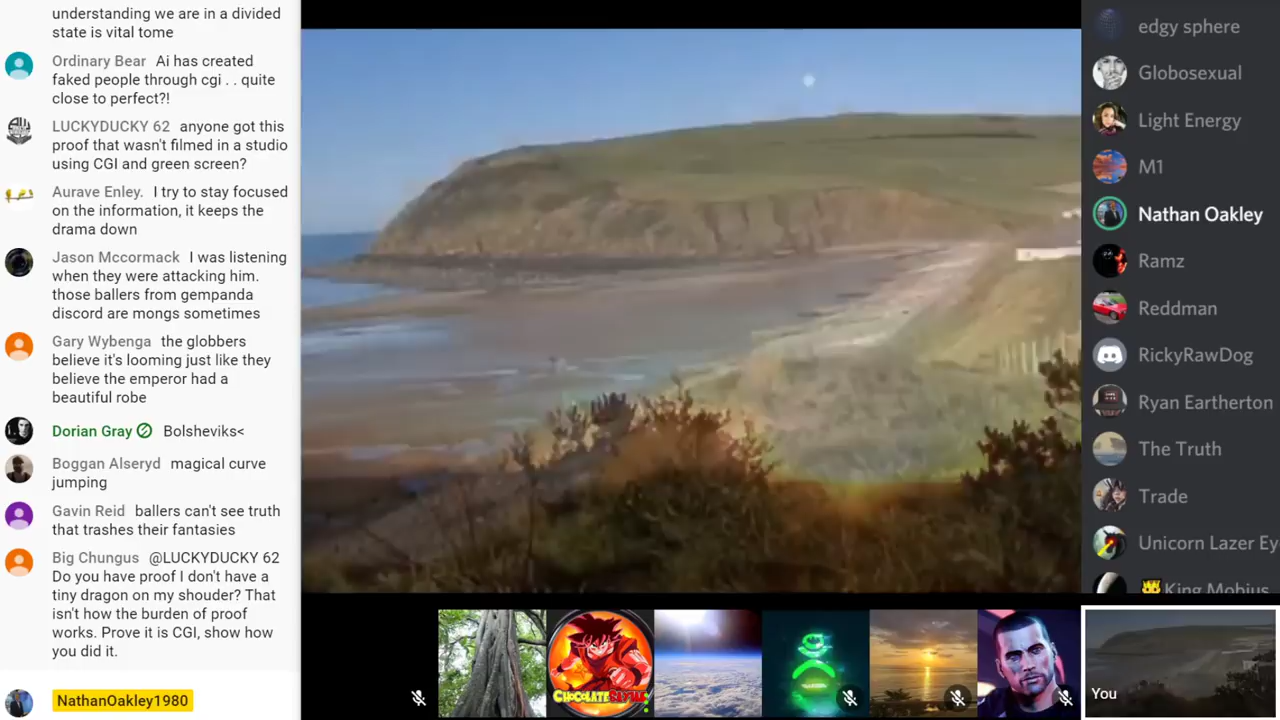 understanding we are in a divided
state is vital tome
Ordinary Bear Ai has created
faked people through cgi . . quite
close to perfect?!
LUCKYDUCKY 62 anyone got this
proof that wasn't filmed in a studio
using CGI and green screen?
Aurave Enley. I try to stay focused
on the information, it keeps the
drama down
Jason Mccormack I was listening
when they were attacking him.
those ballers from gempanda
discord are mongs sometimes
Gary Wybenga the globbers
believe it's looming just like they
believe the emperor had a
beautiful robe
Dorian Gray Bolsheviks<
Boggan Alseryd magical curve
jumping
Gavin Reid ballers can't see truth
that trashes their fantasies
Big Chungus @LUCKYDUCKY 62
Do you have proof I don't have a
tiny dragon on my shouder? That
isn't how the burden of proof
works. Prove it is CGI, show how
you did it.
NathanOakley1980
edgy sphere
Globosexual
Light Energy
M1
Nathan Oakley
Ramz
Reddman
RickyRawDog
Ryan Eartherton
The Truth
Trade
Unicorn Lazer Ey
King Mobius
CHOCOLATE SAIYAN
You